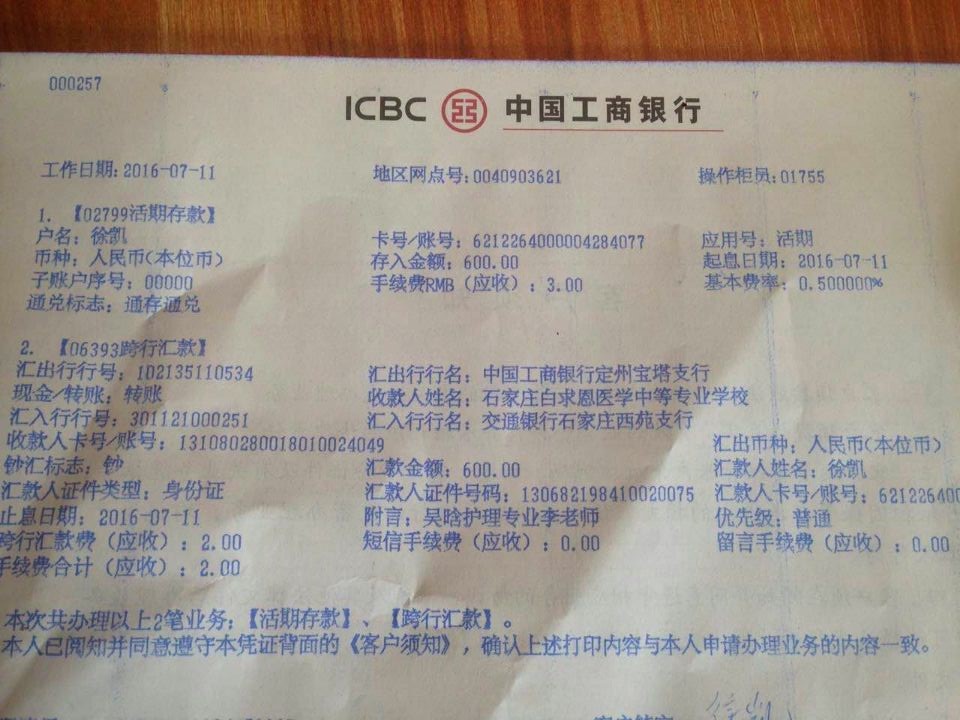 000257
ICBC 中国工商银行
工作日期:2016-07-11 地区网点号:0040903621 操作柜员:01755
1. 【02799活期存款】
户名：徐凯 卡号/账号：6212264000004284077 应用号：活期
币种：人民币(本位币) 存入金额：600.00 起息日期：2016-07-11
子账户序号：00000 手续费RMB（应收）：3.00 基本费率：0.500000%
通兑标志：通存通兑
2. 【06393跨行汇款】
汇出行行号：102135110534 汇出行行名：中国工商银行定州宝塔支行
现金/转账：转账 收款人姓名：石家庄白求恩医学中等专业学校
汇入行行号：301121000251 汇入行行名：交通银行石家庄西苑支行
收款人卡号/账号：131080280018010024049 汇出币种：人民币(本位币)
钞汇标志：钞 汇款金额：600.00 汇款人姓名：徐凯
汇款人证件类型：身份证 汇款人证件号码：130682198410020075 汇款人卡号/账号：621226400
止息日期：2016-07-11 附言：吴晗护理专业李老师 优先级：普通
跨行汇款费（应收）：2.00 短信手续费（应收）：0.00 留言手续费（应收）：0.00
手续费合计（应收）：2.00
本次共办理以上2笔业务：【活期存款】、【跨行汇款】。
本人已阅知并同意遵守本凭证背面的《客户须知》，确认上述打印内容与本人申请办理业务的内容一致。